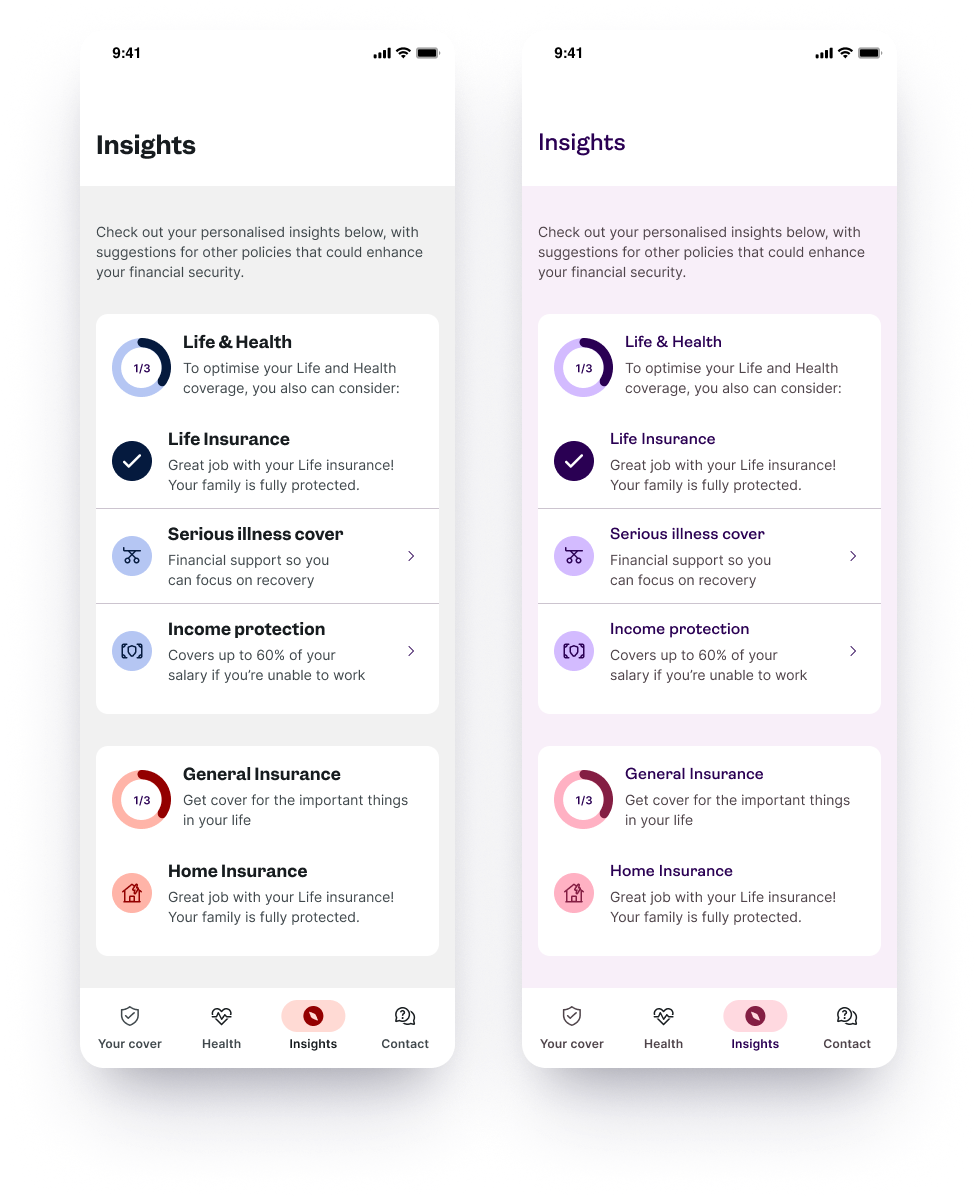 9:41
Insights
Check out your personalised insights below, with
suggestions for other policies that could enhance
your financial security.
1/3
Life & Health
To optimise your Life and Health
coverage, you also can consider:
Life Insurance
Great job with your Life insurance!
Your family is fully protected.
Serious illness cover
Financial support so you
can focus on recovery
Income protection
Covers up to 60% of your
salary if you’re unable to work
1/3
General Insurance
Get cover for the important things
in your life
Home Insurance
Great job with your Life insurance!
Your family is fully protected.
Your cover
Health
Insights
Contact
9:41
Insights
Check out your personalised insights below, with
suggestions for other policies that could enhance
your financial security.
1/3
Life & Health
To optimise your Life and Health
coverage, you also can consider:
Life Insurance
Great job with your Life insurance!
Your family is fully protected.
Serious illness cover
Financial support so you
can focus on recovery
Income protection
Covers up to 60% of your
salary if you’re unable to work
1/3
General Insurance
Get cover for the important things
in your life
Home Insurance
Great job with your Life insurance!
Your family is fully protected.
Your cover
Health
Insights
Contact